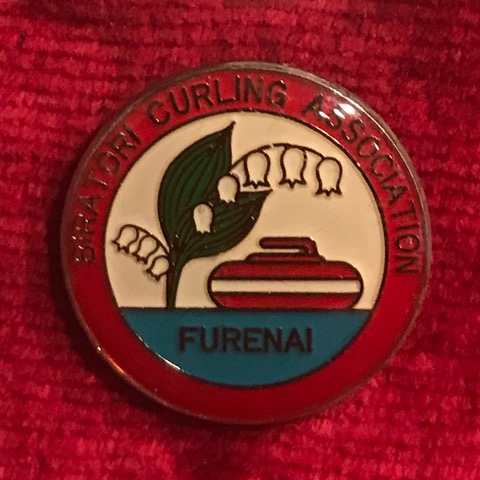 BIRATORI CURLING ASSOCIATION
FURENAI